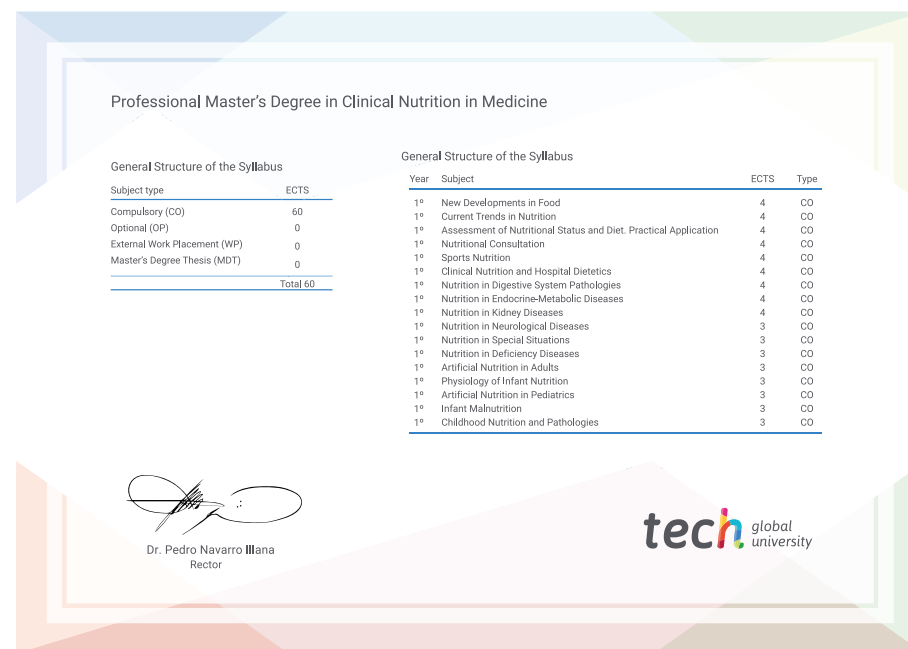 Professional Master's Degree in Clinical Nutrition in Medicine
General Structure of the Syllabus
Subject type ECTS
Compulsory (CO) 60
Optional (OP) 0
External Work Placement (WP) 0
Master's Degree Thesis (MDT) 0
Total 60
General Structure of the Syllabus
Year Subject ECTS Type
1º New Developments in Food 4 CO
1º Current Trends in Nutrition 4 CO
1º Assessment of Nutritional Status and Diet. Practical Application 4 CO
1º Nutritional Consultation 4 CO
1º Sports Nutrition 4 CO
1º Clinical Nutrition and Hospital Dietetics 4 CO
1º Nutrition in Digestive System Pathologies 4 CO
1º Nutrition in Endocrine-Metabolic Diseases 4 CO
1º Nutrition in Kidney Diseases 4 CO
1º Nutrition in Neurological Diseases 3 CO
1º Nutrition in Special Situations 3 CO
1º Nutrition in Deficiency Diseases 3 CO
1º Artificial Nutrition in Adults 3 CO
1º Physiology of Infant Nutrition 3 CO
1º Artificial Nutrition in Pediatrics 3 CO
1º Infant Malnutrition 3 CO
1º Childhood Nutrition and Pathologies 3 CO
Dr. Pedro Navarro Illana
Rector
tech global university